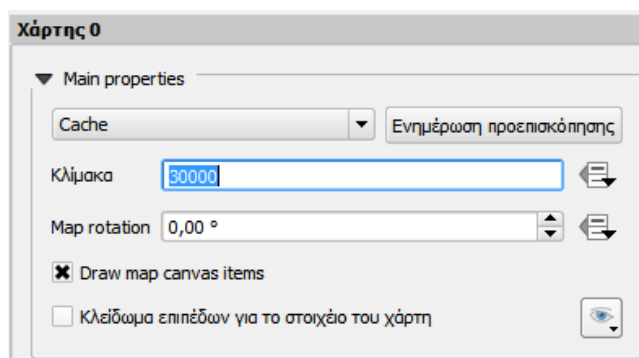 Χάρτης 0
Main properties
Cache Ενημέρωση προεπισκόπησης
Κλίμακα 30000
Map rotation 0,00 °
Draw map canvas items
Κλείδωμα επιπέδων για το στοιχέιο του χάρτη